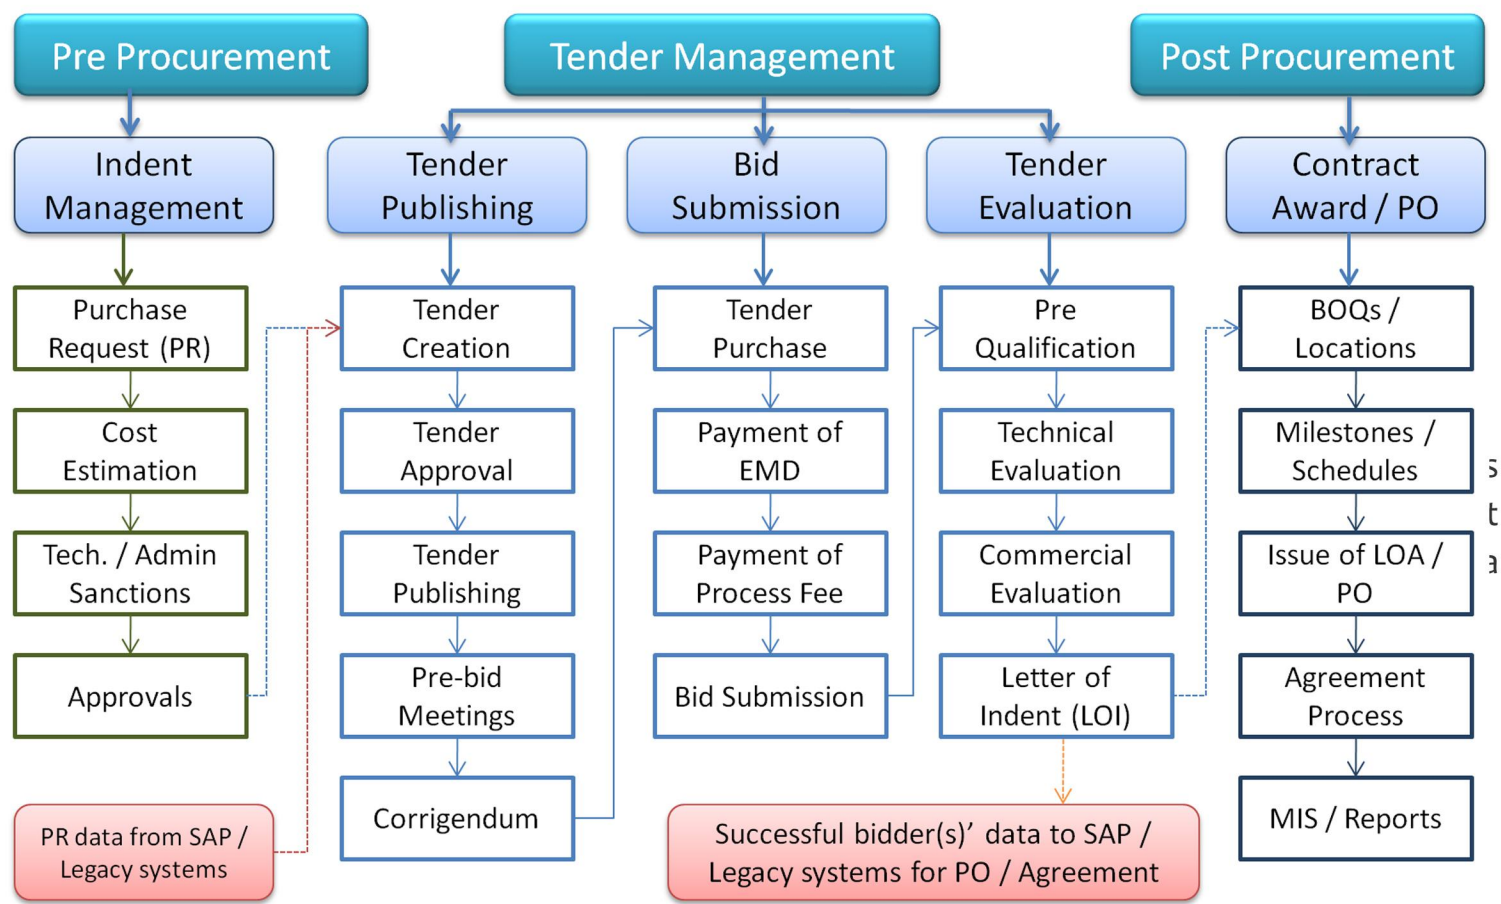 Pre Procurement
Tender Management
Post Procurement
Indent
Management
Tender
Publishing
Bid
Submission
Tender
Evaluation
Contract
Award / PO
Purchase
Request (PR)
Cost
Estimation
Tech. / Admin
Sanctions
Approvals
PR data from SAP /
Legacy systems
Tender
Creation
Tender
Approval
Tender
Publishing
Pre-bid
Meetings
Corrigendum
Tender
Purchase
Payment of
EMD
Payment of
Process Fee
Bid Submission
Pre
Qualification
Technical
Evaluation
Commercial
Evaluation
Letter of
Indent (LOI)
Successful bidder(s)’ data to SAP /
Legacy systems for PO / Agreement
BOQs /
Locations
Milestones /
Schedules
Issue of LOA /
PO
Agreement
Process
MIS / Reports